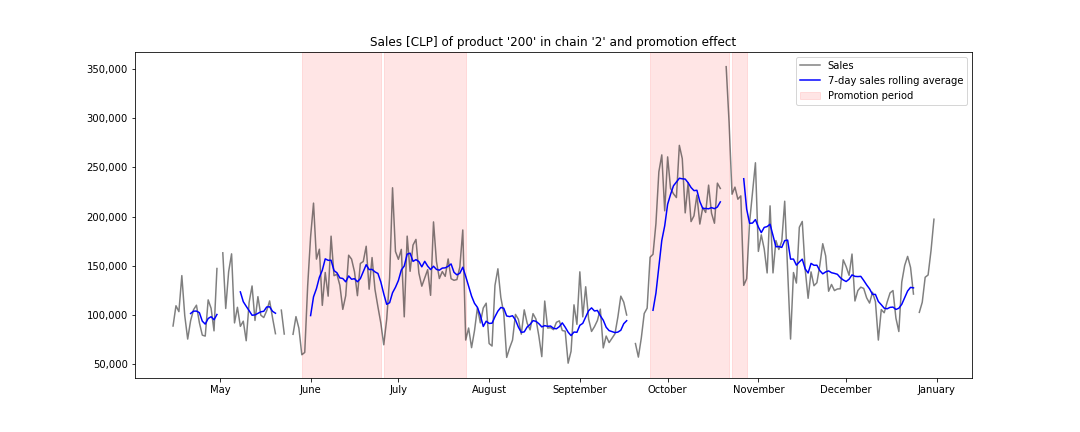 Sales [CLP] of product '200' in chain '2' and promotion effect
350,000
300,000
250,000
200,000
150,000
100,000
50,000
Sales
7-day sales rolling average
Promotion period
May
June
July
August
September
October
November
December
January